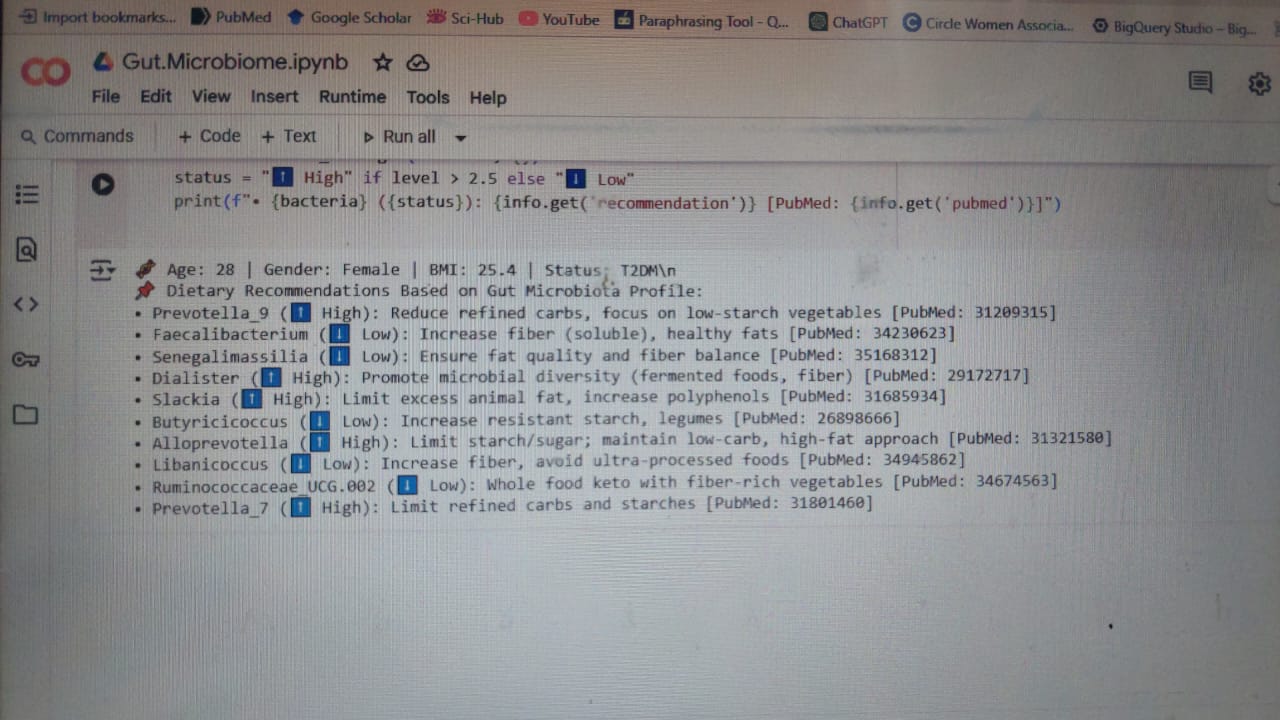 Import bookmarks... PubMed Google Scholar Sci-Hub YouTube Paraphrasing Tool - Q... ChatGPT Circle Women Associa... BigQuery Studio – Big...
CO Gut.Microbiome.ipynb
File Edit View Insert Runtime Tools Help
Commands + Code + Text Run all
status = "⬆️ High" if level > 2.5 else "⬇️ Low"
print(f"• {bacteria} ({status}): {info.get('recommendation')} [PubMed: {info.get('pubmed')}]")
Age: 28 | Gender: Female | BMI: 25.4 | Status: T2DM\n
📌 Dietary Recommendations Based on Gut Microbiota Profile:
• Prevotella_9 (⬆️ High): Reduce refined carbs, focus on low-starch vegetables [PubMed: 31209315]
• Faecalibacterium (⬇️ Low): Increase fiber (soluble), healthy fats [PubMed: 34230623]
• Senegalimassilia (⬇️ Low): Ensure fat quality and fiber balance [PubMed: 35168312]
• Dialister (⬆️ High): Promote microbial diversity (fermented foods, fiber) [PubMed: 29172717]
• Slackia (⬆️ High): Limit excess animal fat, increase polyphenols [PubMed: 31685934]
• Butyricicoccus (⬇️ Low): Increase resistant starch, legumes [PubMed: 26898666]
• Alloprevotella (⬆️ High): Limit starch/sugar; maintain low-carb, high-fat approach [PubMed: 31321580]
• Libanicoccus (⬇️ Low): Increase fiber, avoid ultra-processed foods [PubMed: 34945862]
• Ruminococcaceae_UCG.002 (⬇️ Low): Whole food keto with fiber-rich vegetables [PubMed: 34674563]
• Prevotella_7 (⬆️ High): Limit refined carbs and starches [PubMed: 31801460]